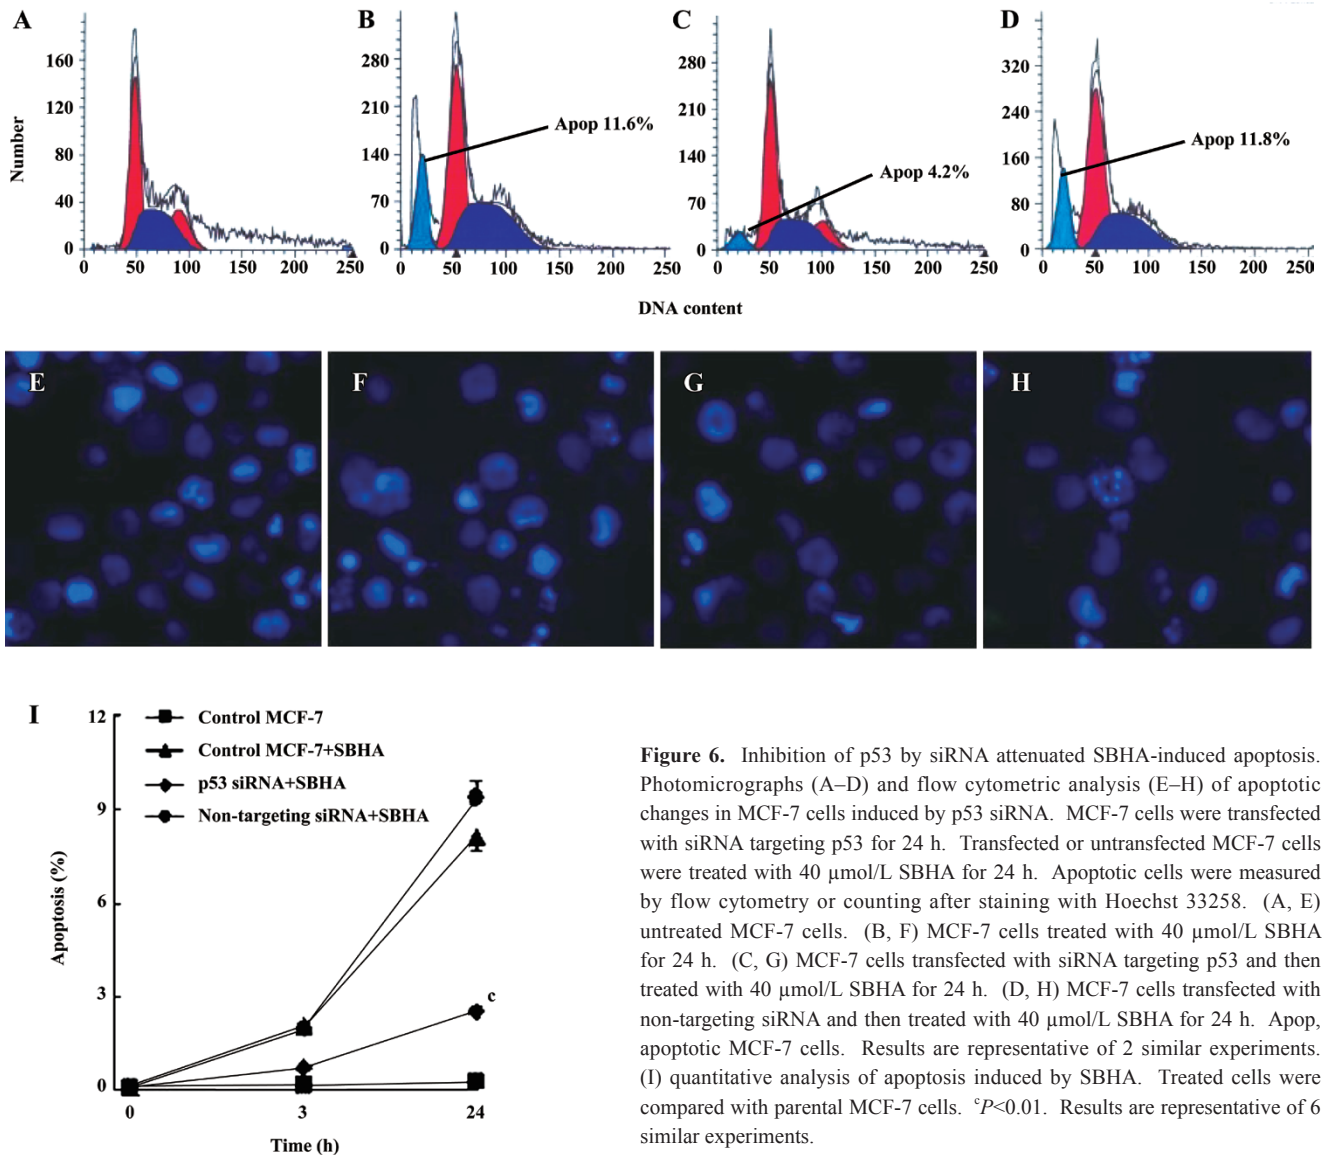 A
B
C
D
Number
160
120
80
40
0
0 50 100 150 200 250
280
210
140
70
0
0 50 100 150 200 250
Apop 11.6%
280
210
140
70
0
0 50 100 150 200 250
Apop 4.2%
320
240
160
80
0
0 50 100 150 200 250
Apop 11.8%
DNA content
E
F
G
H
I
12
9
6
3
0
Apoptosis (%)
Control MCF-7
Control MCF-7+SBHA
p53 siRNA+SBHA
Non-targeting siRNA+SBHA
c
0 3 24
Time (h)
Figure 6. Inhibition of p53 by siRNA attenuated SBHA-induced apoptosis.
Photomicrographs (A–D) and flow cytometric analysis (E–H) of apoptotic
changes in MCF-7 cells induced by p53 siRNA. MCF-7 cells were transfected
with siRNA targeting p53 for 24 h. Transfected or untransfected MCF-7 cells
were treated with 40 µmol/L SBHA for 24 h. Apoptotic cells were measured
by flow cytometry or counting after staining with Hoechst 33258. (A, E)
untreated MCF-7 cells. (B, F) MCF-7 cells treated with 40 µmol/L SBHA
for 24 h. (C, G) MCF-7 cells transfected with siRNA targeting p53 and then
treated with 40 µmol/L SBHA for 24 h. (D, H) MCF-7 cells transfected with
non-targeting siRNA and then treated with 40 µmol/L SBHA for 24 h. Apop,
apoptotic MCF-7 cells. Results are representative of 2 similar experiments.
(I) quantitative analysis of apoptosis induced by SBHA. Treated cells were
compared with parental MCF-7 cells. ᶜP<0.01. Results are representative of 6
similar experiments.